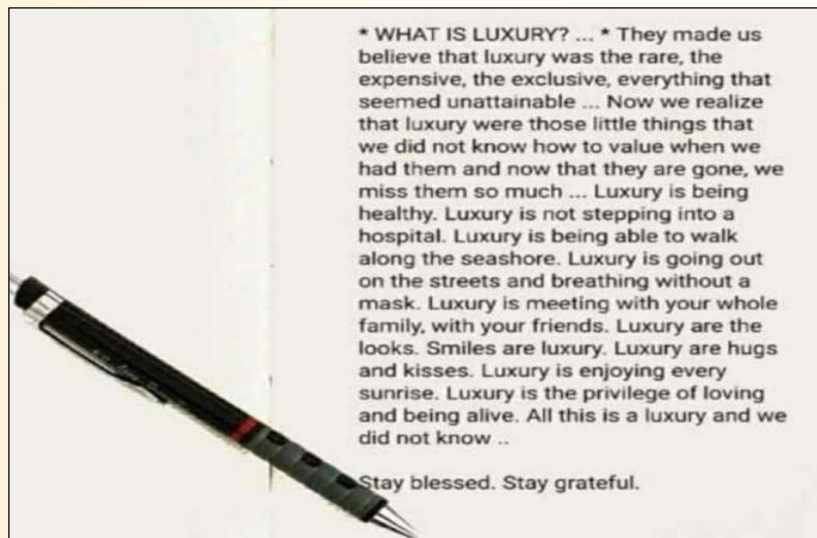 * WHAT IS LUXURY? ... * They made us
believe that luxury was the rare, the
expensive, the exclusive, everything that
seemed unattainable ... Now we realize
that luxury were those little things that
we did not know how to value when we
had them and now that they are gone, we
miss them so much ... Luxury is being
healthy. Luxury is not stepping into a
hospital. Luxury is being able to walk
along the seashore. Luxury is going out
on the streets and breathing without a
mask. Luxury is meeting with your whole
family, with your friends. Luxury are the
looks. Smiles are luxury. Luxury are hugs
and kisses. Luxury is enjoying every
sunrise. Luxury is the privilege of loving
and being alive. All this is a luxury and we
did not know ..
Stay blessed. Stay grateful.